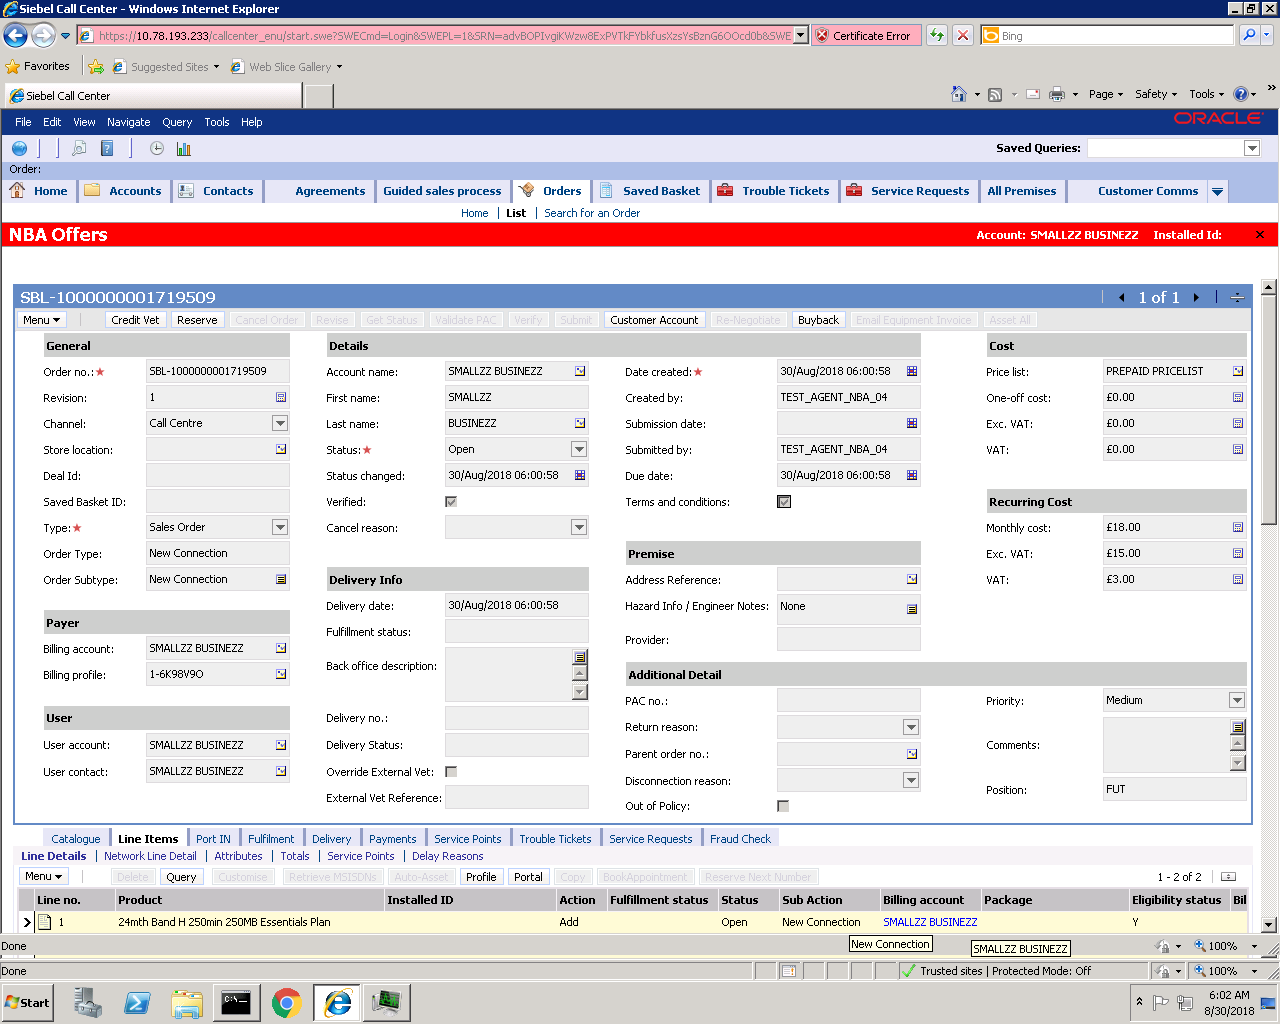 Siebel Call Center - Windows Internet Explorer
https://10.78.193.233/callcenter_enu/start.swe?SWECmd=Login&SWEPL=1&SRN=
Certificate Error
Bing
Favorites
Suggested Sites
Web Slice Gallery
Siebel Call Center
Page Safety Tools
File Edit View Navigate Query Tools Help
ORACLE
Saved Queries:
Order:
Home Accounts Contacts Agreements Guided sales process Orders Saved Basket Trouble Tickets Service Requests All Premises Customer Comms
Home List Search for an Order
NBA Offers
Account: SMALLZZ BUSINEZZ Installed Id:
SBL-1000000001719509
1 of 1
Menu Credit Vet Reserve Cancel Order Revise Get Status Validate PAC Verify Submit Customer Account Re-Negotiate Buyback Email Equipment Invoice Asset All
General
Order no.:★ SBL-1000000001719509
Revision: 1
Channel: Call Centre
Store location:
Deal Id:
Saved Basket ID:
Type:★ Sales Order
Order Type: New Connection
Order Subtype: New Connection
Payer
Billing account: SMALLZZ BUSINEZZ
Billing profile: 1-6K98V9O
User
User account: SMALLZZ BUSINEZZ
User contact: SMALLZZ BUSINEZZ
Details
Account name: SMALLZZ BUSINEZZ
First name: SMALLZZ
Last name: BUSINEZZ
Status:★ Open
Status changed: 30/Aug/2018 06:00:58
Verified:
Cancel reason:
Delivery Info
Delivery date: 30/Aug/2018 06:00:58
Fulfillment status:
Back office description:
Delivery no.:
Delivery Status:
Override External Vet:
External Vet Reference:
Date created:★ 30/Aug/2018 06:00:58
Created by: TEST_AGENT_NBA_04
Submission date:
Submitted by: TEST_AGENT_NBA_04
Due date: 30/Aug/2018 06:00:58
Terms and conditions:
Premise
Address Reference:
Hazard Info / Engineer Notes: None
Provider:
Additional Detail
PAC no.:
Return reason:
Parent order no.:
Disconnection reason:
Out of Policy:
Priority: Medium
Comments:
Position: FUT
Cost
Price list: PREPAID PRICELIST
One-off cost: £0.00
Exc. VAT: £0.00
VAT: £0.00
Recurring Cost
Monthly cost: £18.00
Exc. VAT: £15.00
VAT: £3.00
Catalogue Line Items Port IN Fulfilment Delivery Payments Service Points Trouble Tickets Service Requests Fraud Check
Line Details Network Line Detail Attributes Totals Service Points Delay Reasons
Menu Delete Query Customise Retrieve MSISDNs Auto-Asset Profile Portal Copy BookAppointment Reserve Next Number
1 - 2 of 2
Line no. Product Installed ID Action Fulfillment status Status Sub Action Billing account Package Eligibility status Bil
1 24mth Band H 250min 250MB Essentials Plan Add Open New Connection SMALLZZ BUSINEZZ Y
New Connection
SMALLZZ BUSINEZZ
Done
100%
Done
Trusted sites | Protected Mode: Off
100%
Start
6:02 AM
8/30/2018